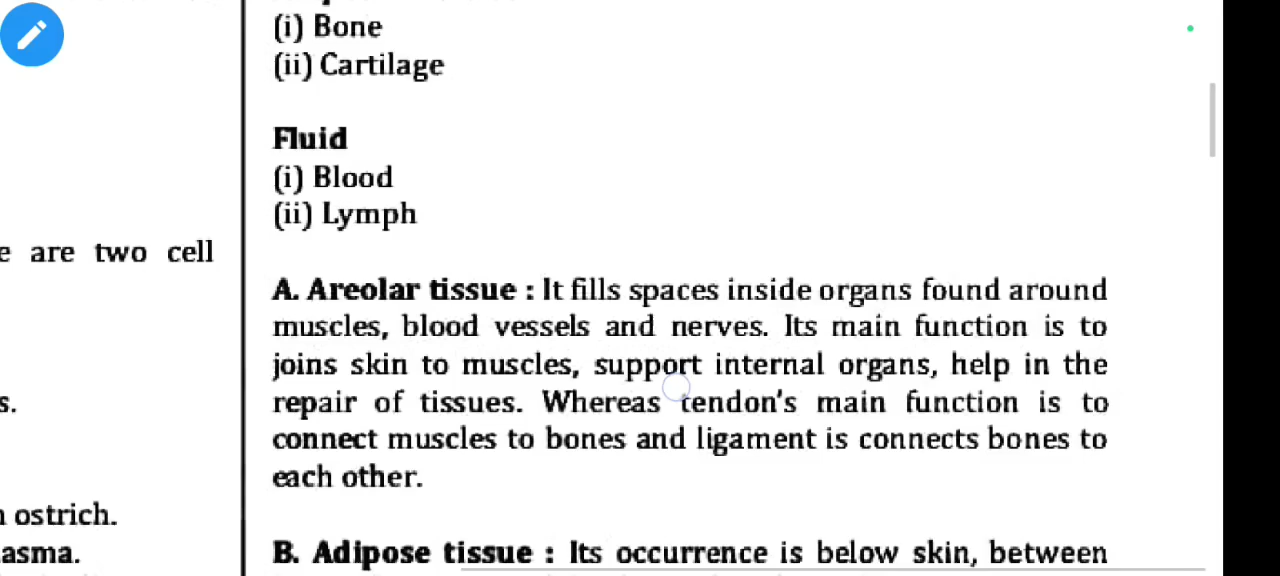 (i) Bone
(ii) Cartilage
Fluid
(i) Blood
(ii) Lymph
e are two cell
A. Areolar tissue : It fills spaces inside organs found around
muscles, blood vessels and nerves. Its main function is to
joins skin to muscles, support internal organs, help in the
s.
repair of tissues. Whereas tendon's main function is to
connect muscles to bones and ligament is connects bones to
each other.
n ostrich.
asma.
B. Adipose tissue : Its occurrence is below skin, between